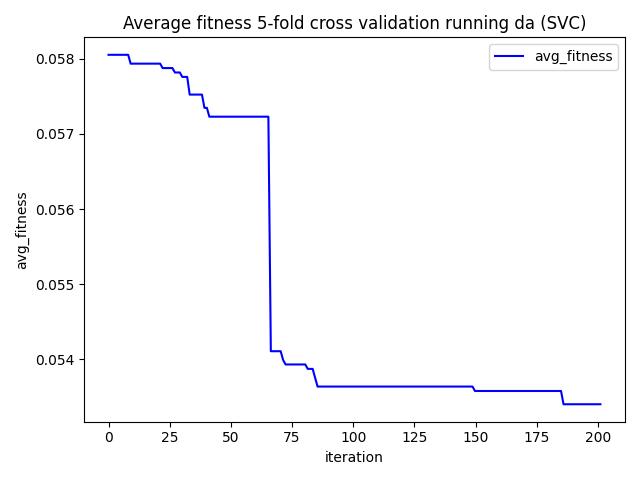 Average fitness 5-fold cross validation running da (SVC)
avg_fitness
0.058
0.057
0.056
0.055
0.054
avg_fitness
0 25 50 75 100 125 150 175 200
iteration